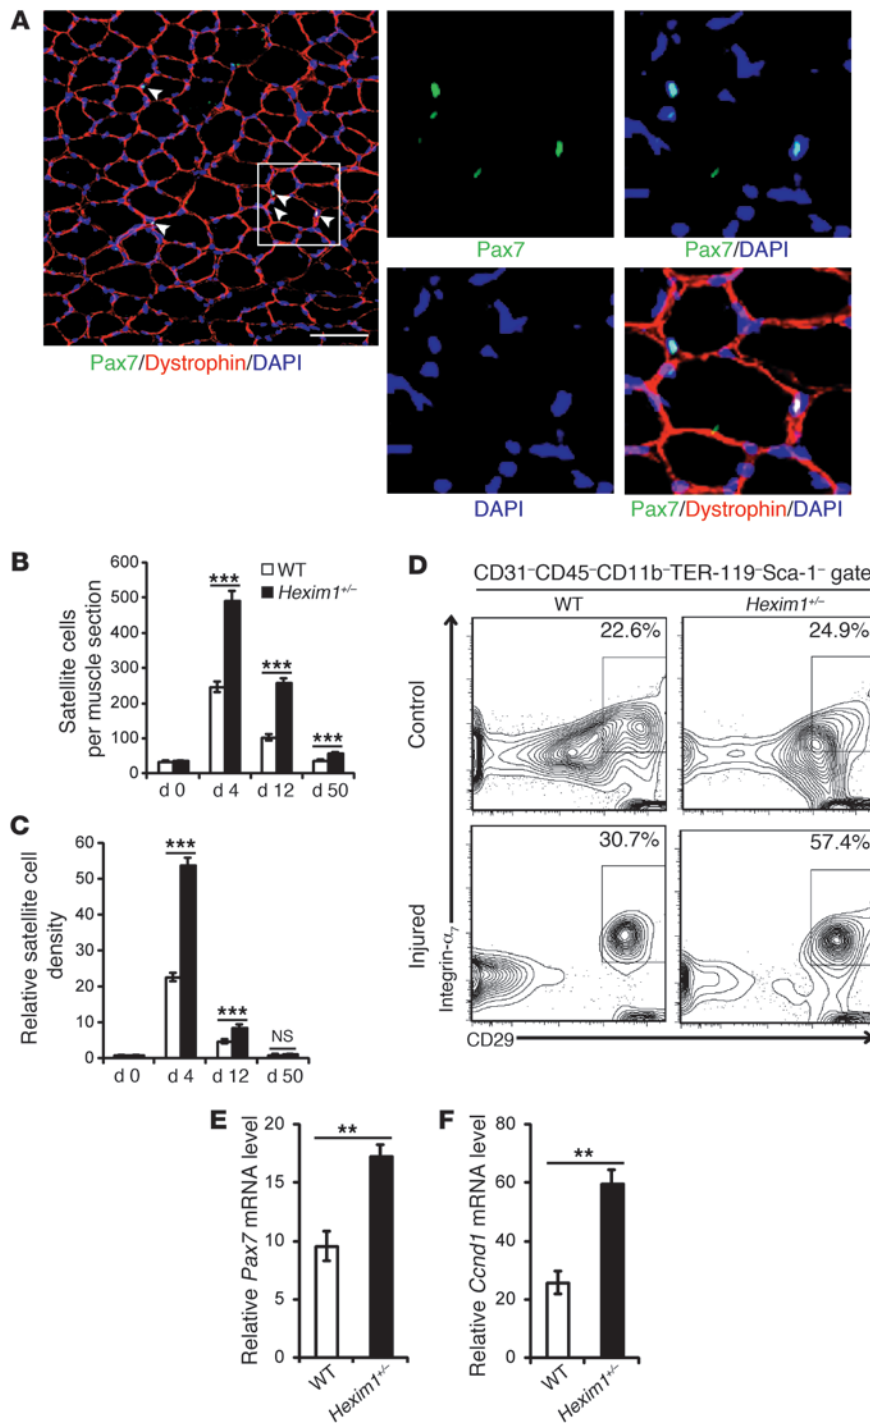 A
Pax7/Dystrophin/DAPI
Pax7
Pax7/DAPI
DAPI
Pax7/Dystrophin/DAPI
B
Satellite cells
per muscle section
600
500
400
300
200
100
0
WT
Hexim1+/–
***
***
***
d 0
d 4
d 12
d 50
C
Relative satellite cell
density
60
50
40
30
20
10
0
***
***
NS
d 0
d 4
d 12
d 50
D
CD31–CD45–CD11b–TER-119–Sca-1– gate
WT
Hexim1+/–
Control
22.6%
24.9%
Injured
30.7%
57.4%
Integrin-α7
CD29
E
Relative Pax7 mRNA level
20
15
10
5
0
**
WT
Hexim1+/–
F
Relative Ccnd1 mRNA level
80
60
40
20
0
**
WT
Hexim1+/–